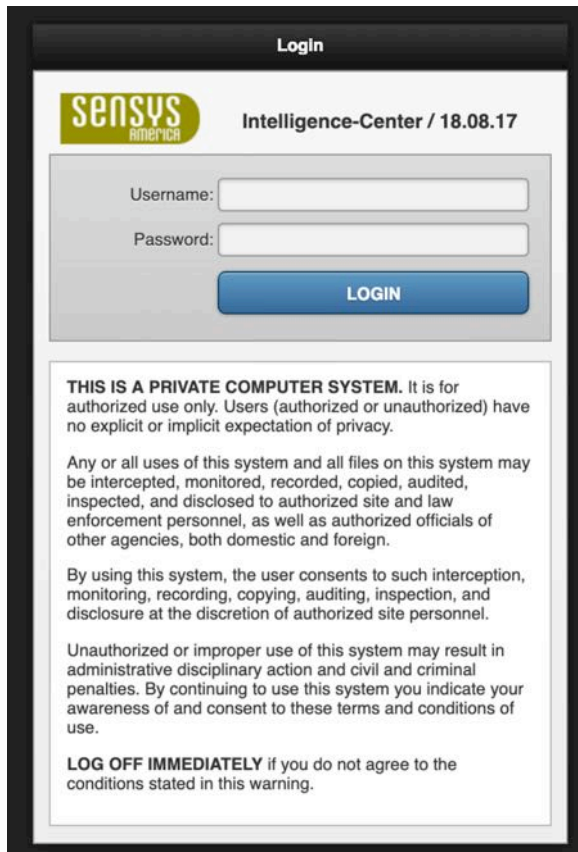 Login
sensys
america
Intelligence-Center / 18.08.17
Username:
Password:
LOGIN
THIS IS A PRIVATE COMPUTER SYSTEM. It is for
authorized use only. Users (authorized or unauthorized) have
no explicit or implicit expectation of privacy.
Any or all uses of this system and all files on this system may
be intercepted, monitored, recorded, copied, audited,
inspected, and disclosed to authorized site and law
enforcement personnel, as well as authorized officials of
other agencies, both domestic and foreign.
By using this system, the user consents to such interception,
monitoring, recording, copying, auditing, inspection, and
disclosure at the discretion of authorized site personnel.
Unauthorized or improper use of this system may result in
administrative disciplinary action and civil and criminal
penalties. By continuing to use this system you indicate your
awareness of and consent to these terms and conditions of
use.
LOG OFF IMMEDIATELY if you do not agree to the
conditions stated in this warning.